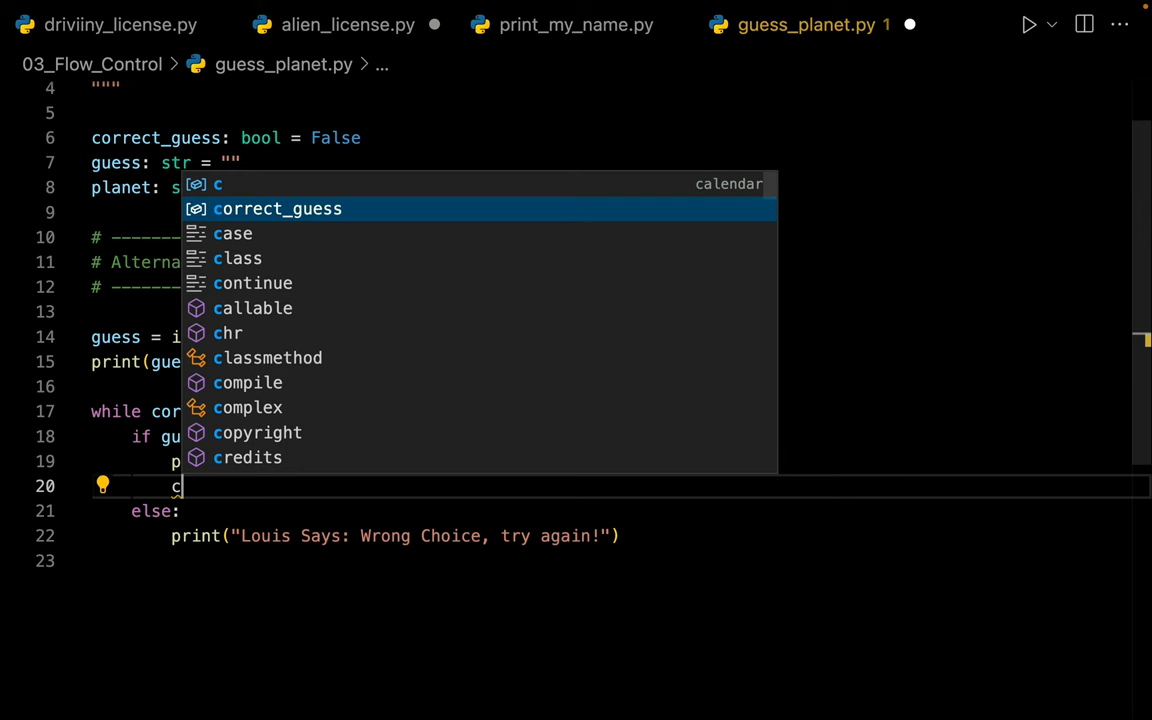 driviiny_license.py alien_license.py print_my_name.py guess_planet.py 1
03_Flow_Control > guess_planet.py > ...
4 """
5
6 correct_guess: bool = False
7 guess: str = ""
8 planet: s
c calendar
correct_guess
9
case
10 # -------
class
11 # Alterna
continue
12 # -------
callable
13
chr
14 guess = i
classmethod
15 print(gue
compile
16
complex
17 while cor
copyright
18 if gu
credits
19 p
20 c
21 else:
22 print("Louis Says: Wrong Choice, try again!")
23